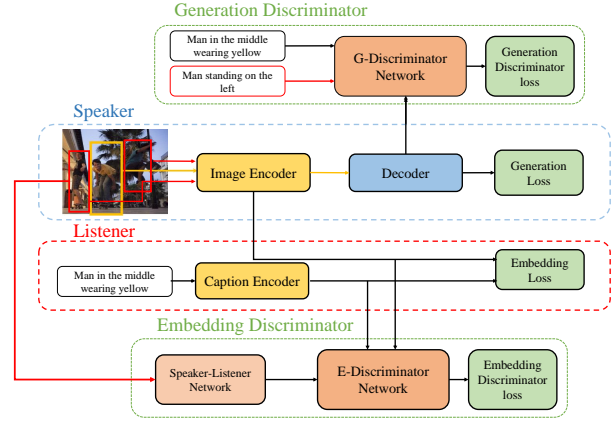 Generation Discriminator
Man in the middle
wearing yellow
Man standing on the
left
G-Discriminator
Network
Generation
Discriminator
loss
Speaker
Image Encoder
Decoder
Generation
Loss
Listener
Man in the middle
wearing yellow
Caption Encoder
Embedding
Loss
Embedding Discriminator
Speaker-Listener
Network
E-Discriminator
Network
Embedding
Discriminator
loss